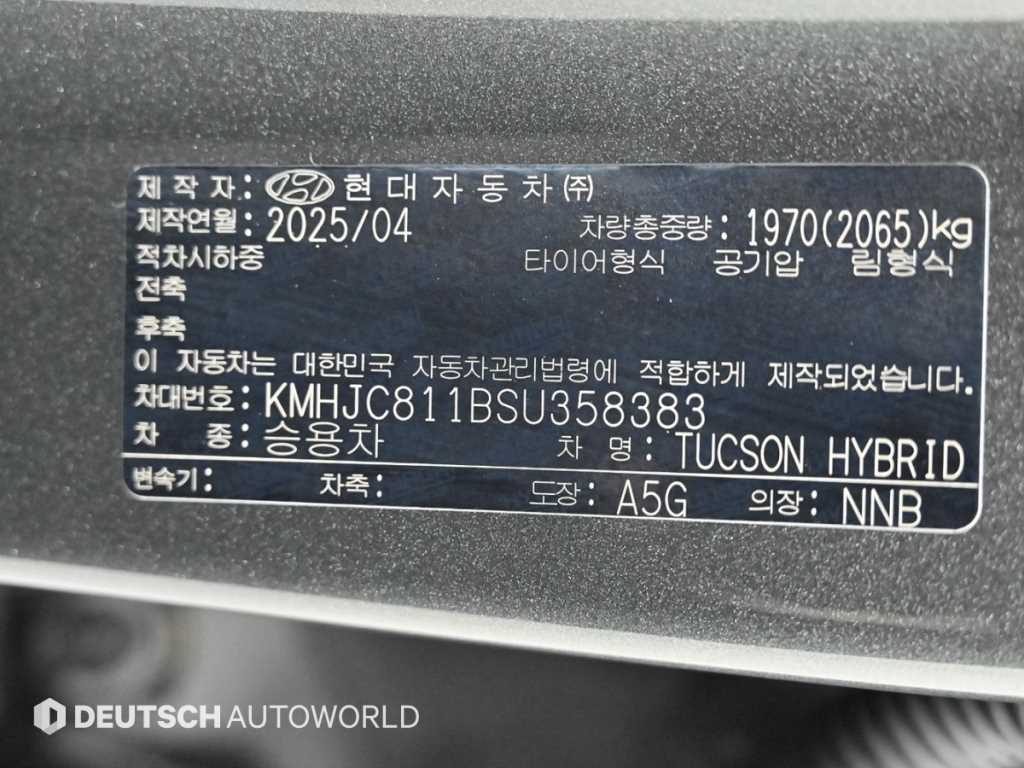 제 작 자 : 현 대 자 동 차 ㈜
제작연월 : 2025/04 차량총중량 : 1970(2065)kg
적차시하중 타이어형식 공기압 림형식
전축
후축
이 자동차는 대한민국 자동차관리법령에 적합하게 제작되었습니다.
차대번호 : KMHJC811BSU358383
차 종 : 승용차 차 명 : TUCSON HYBRID
변속기 : 차축 : 도장 : A5G 의장 : NNB
DEUTSCH AUTOWORLD